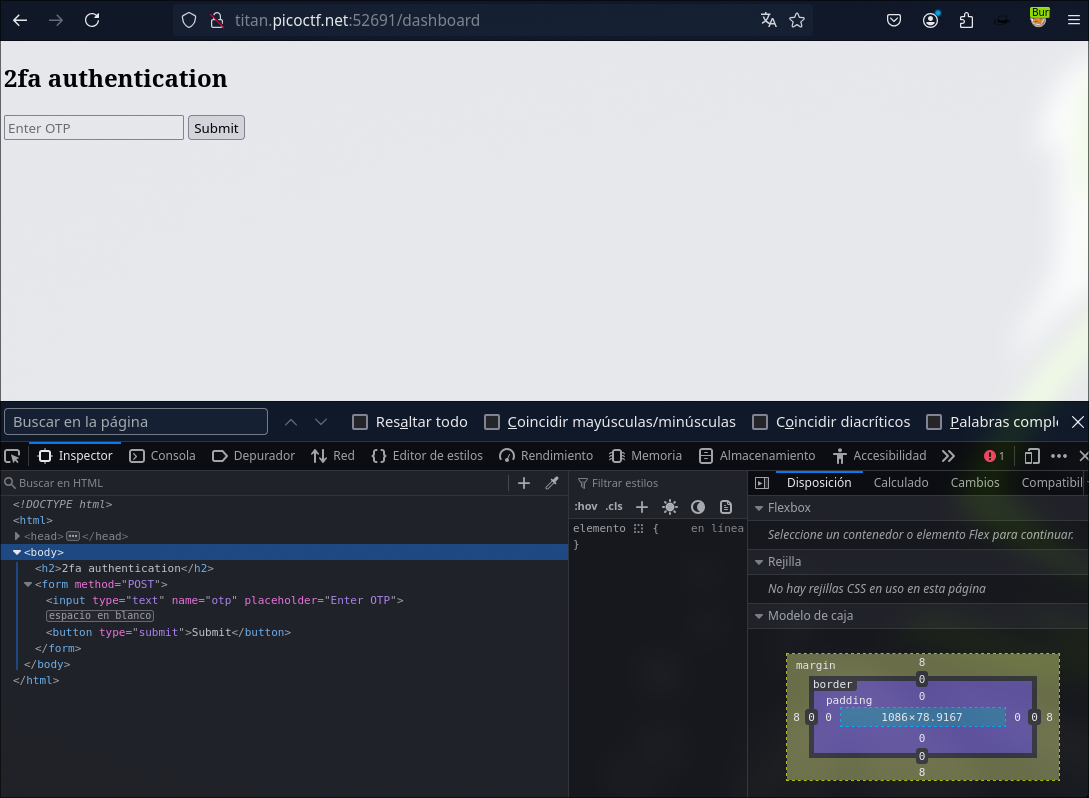 titan.picoctf.net:52691/dashboard
Bur
2fa authentication
Enter OTP
Submit
Buscar en la página
Resaltar todo
Coincidir mayúsculas/minúsculas
Coincidir diacríticos
Palabras comple
Inspector
Consola
Depurador
Red
Editor de estilos
Rendimiento
Memoria
Almacenamiento
Accesibilidad
1
Buscar en HTML
<!DOCTYPE html>
<html>
<head></head>
<body>
<h2>2fa authentication</h2>
<form method="POST">
<input type="text" name="otp" placeholder="Enter OTP">
espacio en blanco
<button type="submit">Submit</button>
</form>
</body>
</html>
Filtrar estilos
:hov .cls
elemento { en línea
}
Disposición
Calculado
Cambios
Compatibil
Flexbox
Seleccione un contenedor o elemento Flex para continuar.
Rejilla
No hay rejillas CSS en uso en esta página
Modelo de caja
margin 8
border 0
padding 0
8 0 0 1086×78.9167 0 0 8
0
0
8